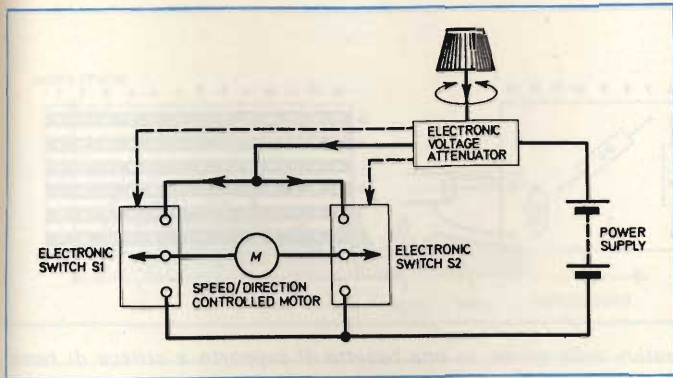 ELECTRONIC
VOLTAGE
ATTENUATOR
ELECTRONIC
SWITCH S1
M
SPEED/DIRECTION
CONTROLLED MOTOR
ELECTRONIC
SWITCH S2
POWER
SUPPLY